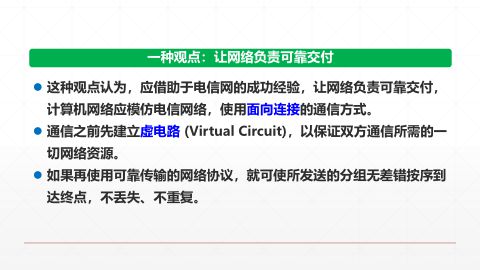 一种观点：让网络负责可靠交付
这种观点认为，应借助于电信网的成功经验，让网络负责可靠交付，
计算机网络应模仿电信网络，使用面向连接的通信方式。
通信之前先建立虚电路 (Virtual Circuit)，以保证双方通信所需的一
切网络资源。
如果再使用可靠传输的网络协议，就可使所发送的分组无差错按序到
达终点，不丢失、不重复。